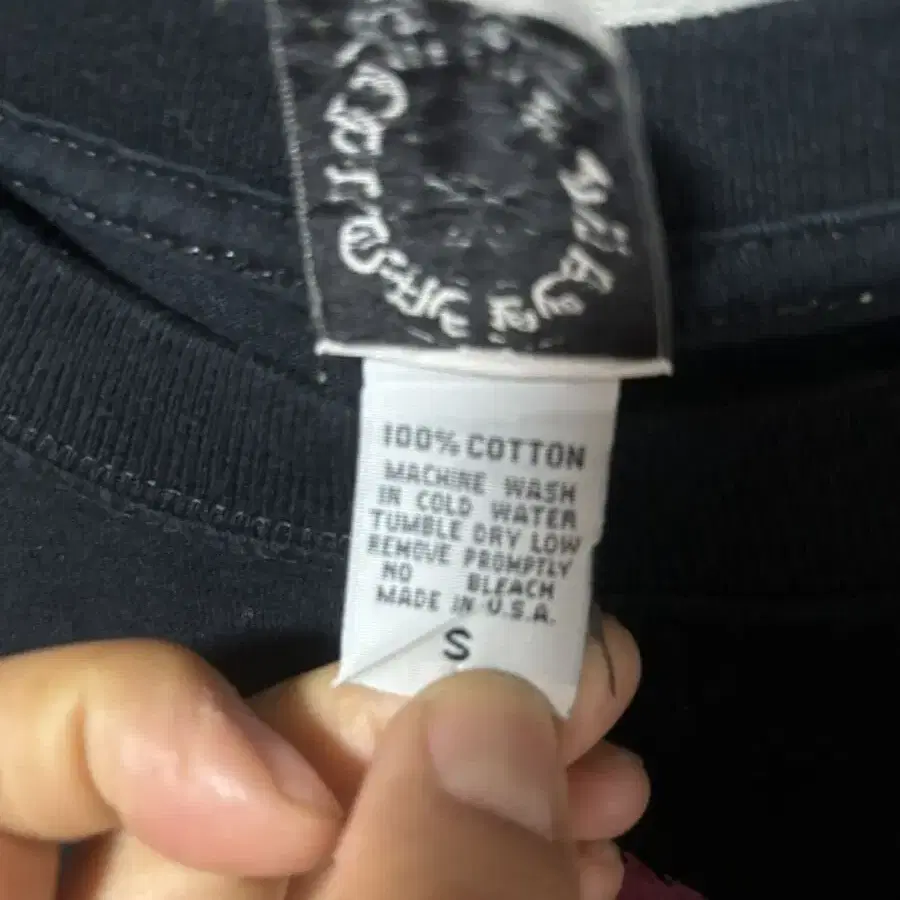 100% COTTON
MACHINE WASH
IN COLD WATER
TUMBLE DRY LOW
REMOVE PROMPTLY
NO BLEACH
MADE IN U.S.A.
S